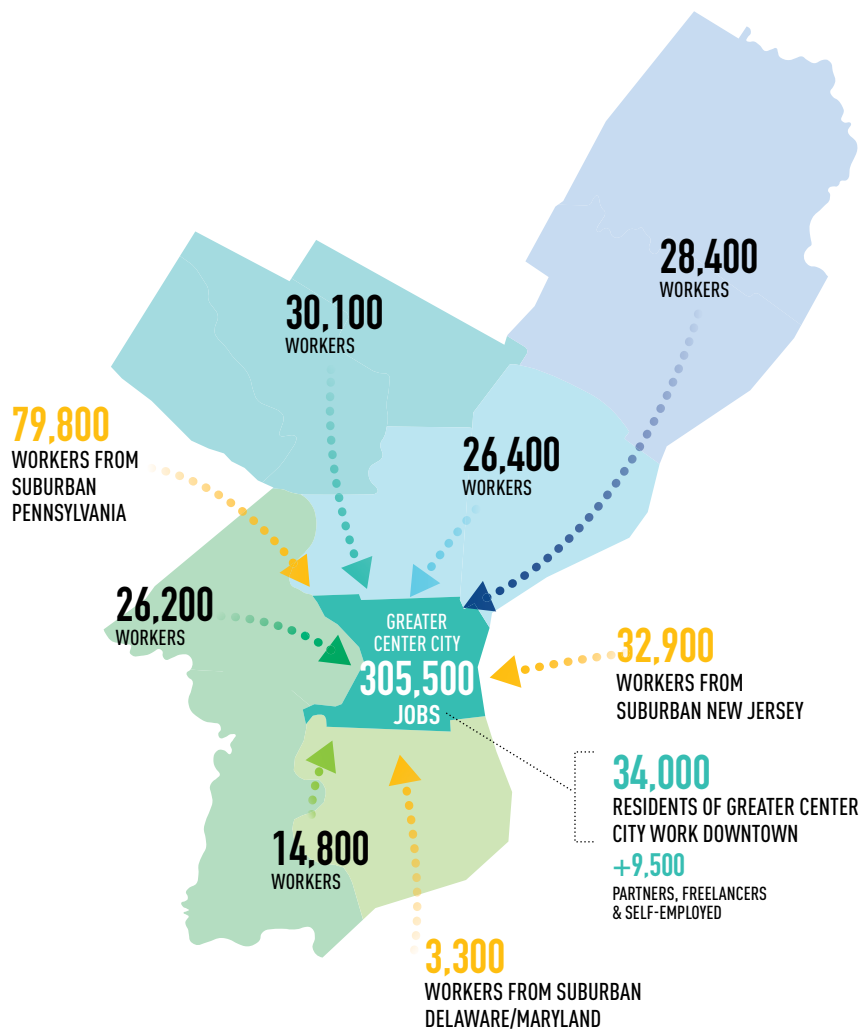 28,400
WORKERS
30,100
WORKERS
79,800
WORKERS FROM
SUBURBAN
PENNSYLVANIA
26,400
WORKERS
26,200
WORKERS
GREATER
CENTER CITY
305,500
JOBS
32,900
WORKERS FROM
SUBURBAN NEW JERSEY
34,000
RESIDENTS OF GREATER CENTER
CITY WORK DOWNTOWN
+9,500
PARTNERS, FREELANCERS
& SELF-EMPLOYED
14,800
WORKERS
3,300
WORKERS FROM SUBURBAN
DELAWARE/MARYLAND